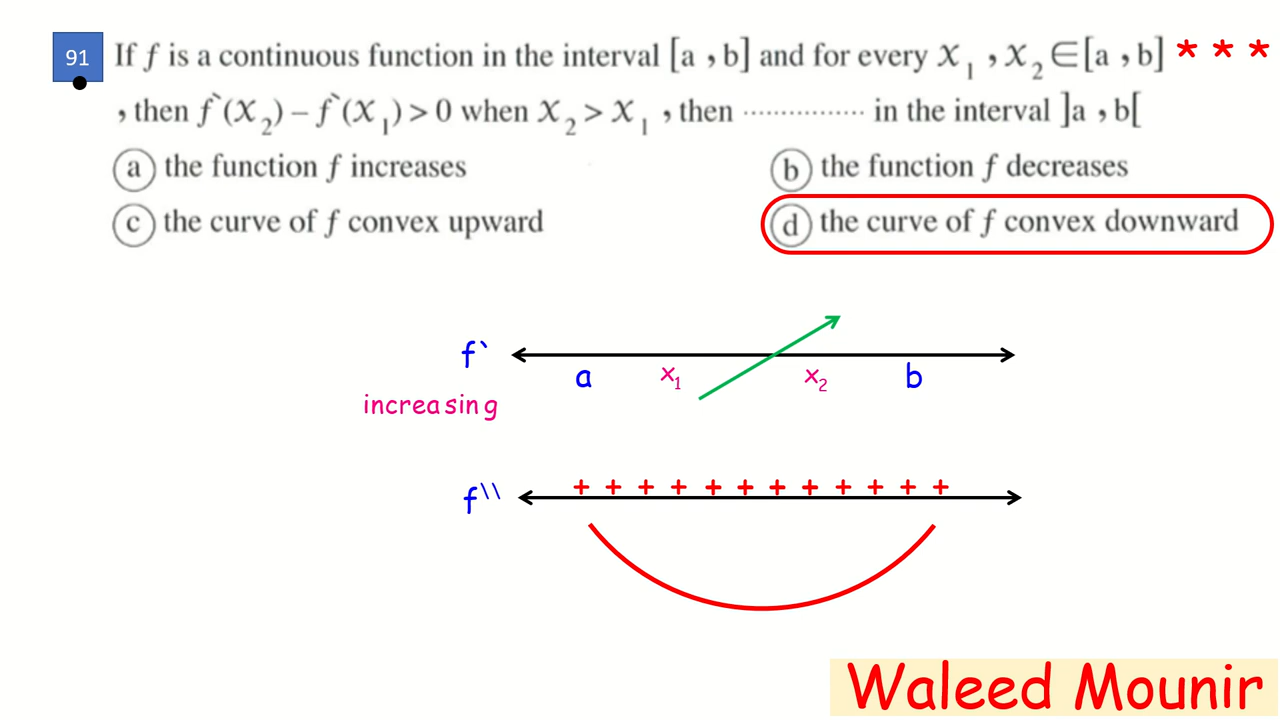 91 If f is a continuous function in the interval [a , b] and for every x₁ , x₂ ∈ [a , b] * * *
, then f`(x₂) – f`(x₁) > 0 when x₂ > x₁ , then ............... in the interval ]a , b[
a the function f increases
b the function f decreases
c the curve of f convex upward
d the curve of f convex downward
f`
a x₁ x₂ b
increasing
+ + + + + + + + + + + +
f\\
Waleed Mounir